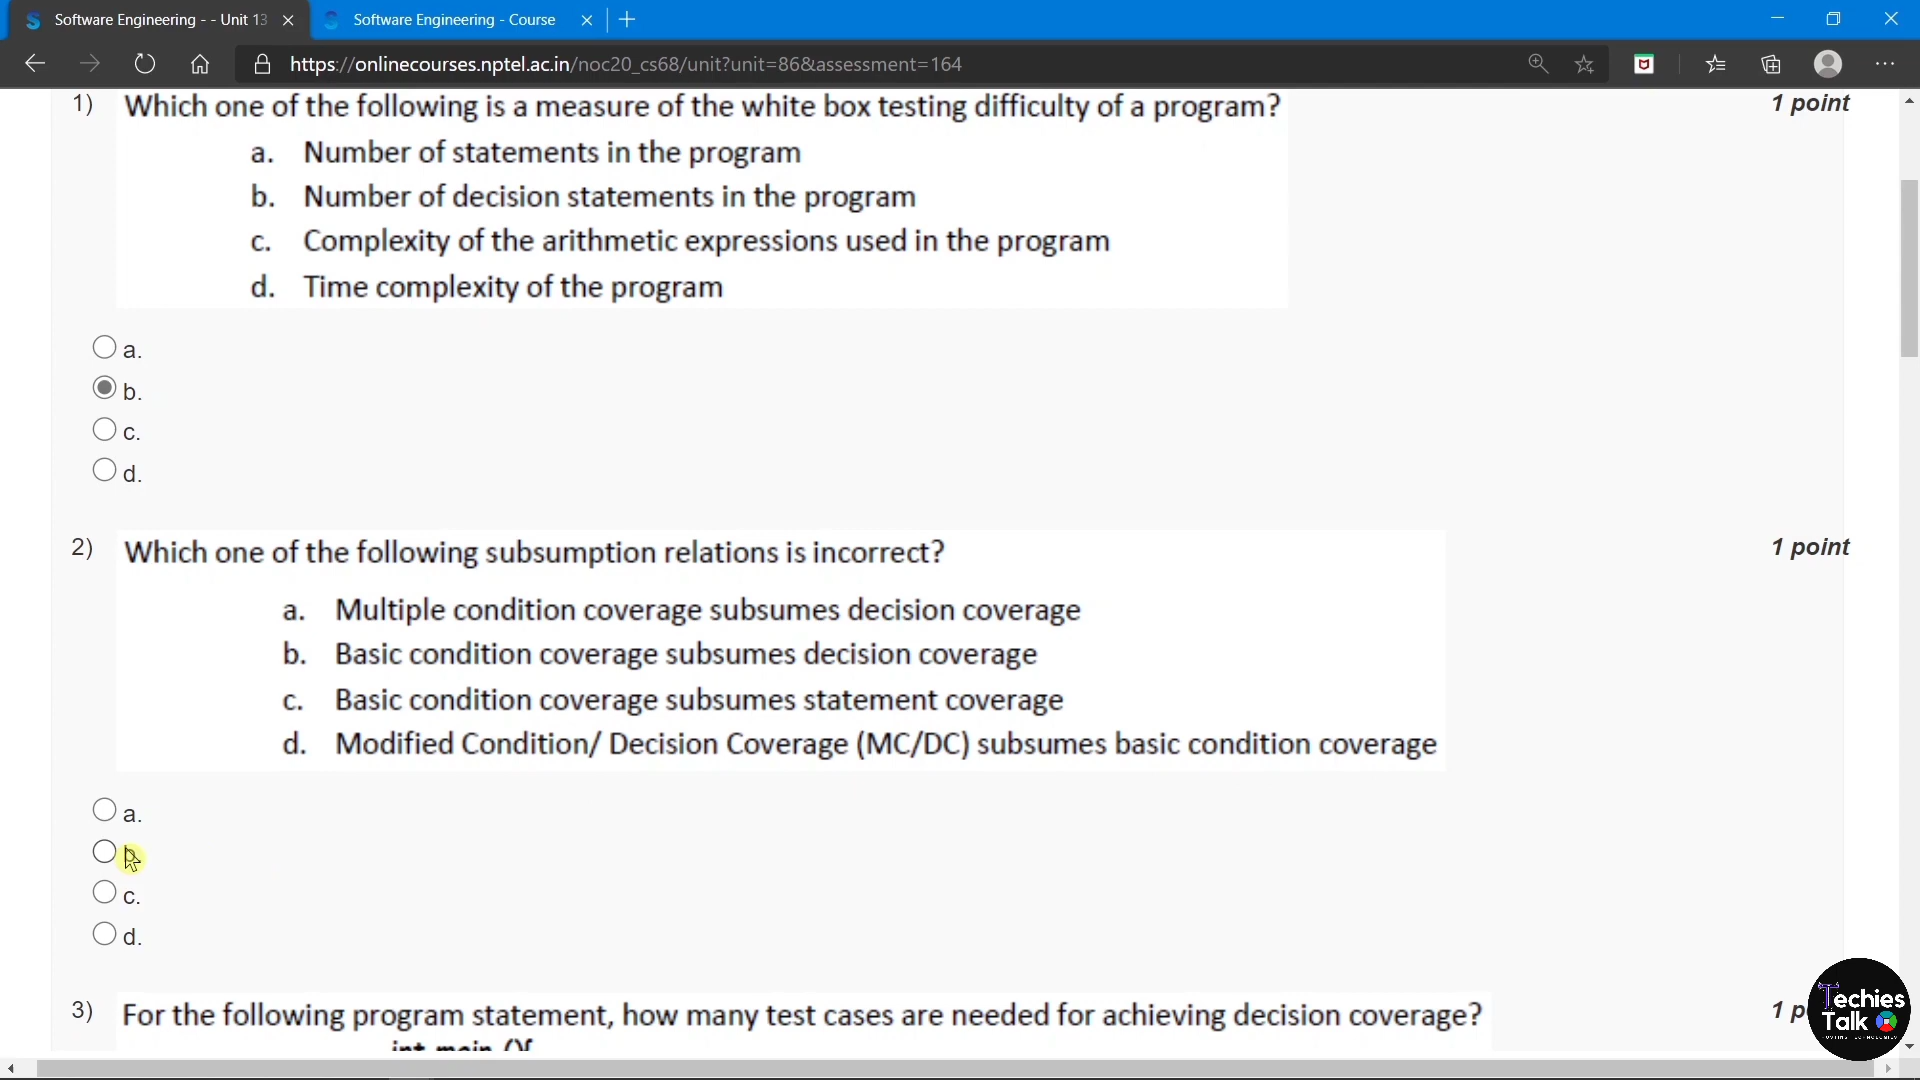 Software Engineering - - Unit 13
Software Engineering - Course
https://onlinecourses.nptel.ac.in/noc20_cs68/unit?unit=86&assessment=164
1) Which one of the following is a measure of the white box testing difficulty of a program? 1 point
a. Number of statements in the program
b. Number of decision statements in the program
c. Complexity of the arithmetic expressions used in the program
d. Time complexity of the program
a.
b.
c.
d.
2) Which one of the following subsumption relations is incorrect? 1 point
a. Multiple condition coverage subsumes decision coverage
b. Basic condition coverage subsumes decision coverage
c. Basic condition coverage subsumes statement coverage
d. Modified Condition/ Decision Coverage (MC/DC) subsumes basic condition coverage
a.
c.
d.
3) For the following program statement, how many test cases are needed for achieving decision coverage? 1 p
int main (){
Techies
Talk